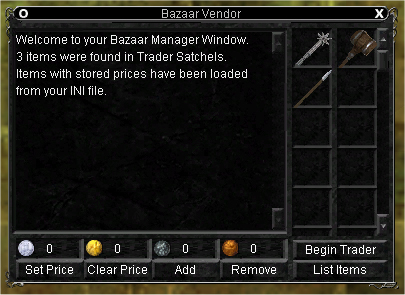 O Bazaar Vendor X
Welcome to your Bazaar Manager Window.
3 items were found in Trader Satchels.
Items with stored prices have been loaded
from your INI file.
0 0 0 0
Begin Trader
Set Price Clear Price Add Remove List Items